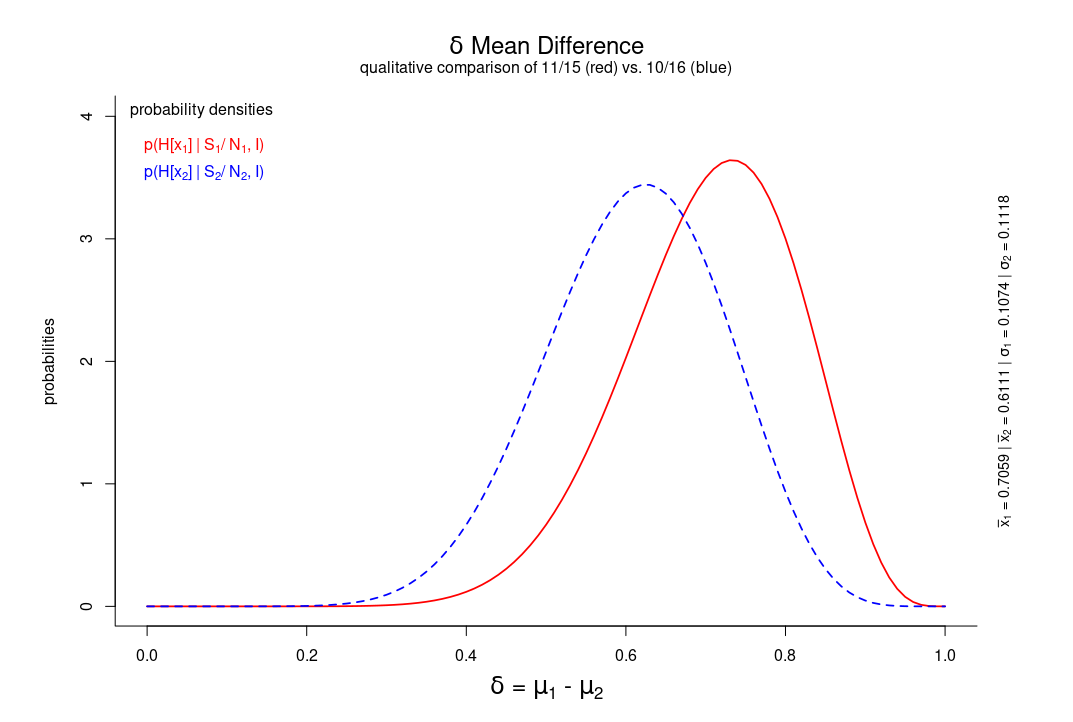 δ Mean Difference
qualitative comparison of 11/15 (red) vs. 10/16 (blue)
probability densities
p(H[x₁] | S₁/ N₁, I)
p(H[x₂] | S₂/ N₂, I)
probabilities
4
3
2
1
0
0.0 0.2 0.4 0.6 0.8 1.0
δ = μ₁ - μ₂
x̅₁ = 0.7059 | x̅₂ = 0.6111 | σ₁ = 0.1074 | σ₂ = 0.1118